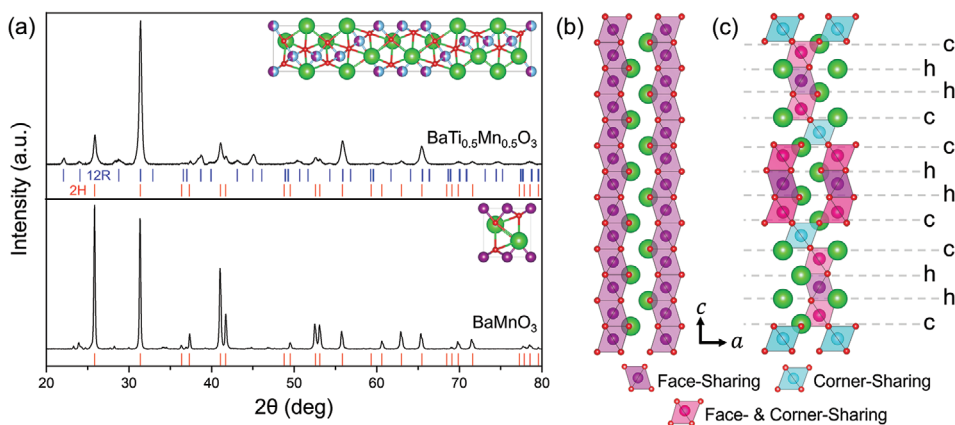 (a)
BaTi0.5Mn0.5O3
12R
2H
BaMnO3
Intensity (a.u.)
20 30 40 50 60 70 80
2θ (deg)
(b)
c
a
(c)
c
h
h
c
c
h
h
c
c
h
h
c
Face-Sharing
Corner-Sharing
Face- & Corner-Sharing